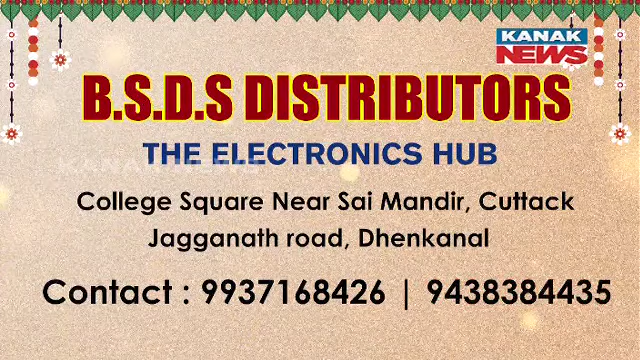 KANAK
NEWS
B.S.D.S DISTRIBUTORS
THE ELECTRONICS HUB
College Square Near Sai Mandir, Cuttack
Jagganath road, Dhenkanal
Contact : 9937168426 | 9438384435